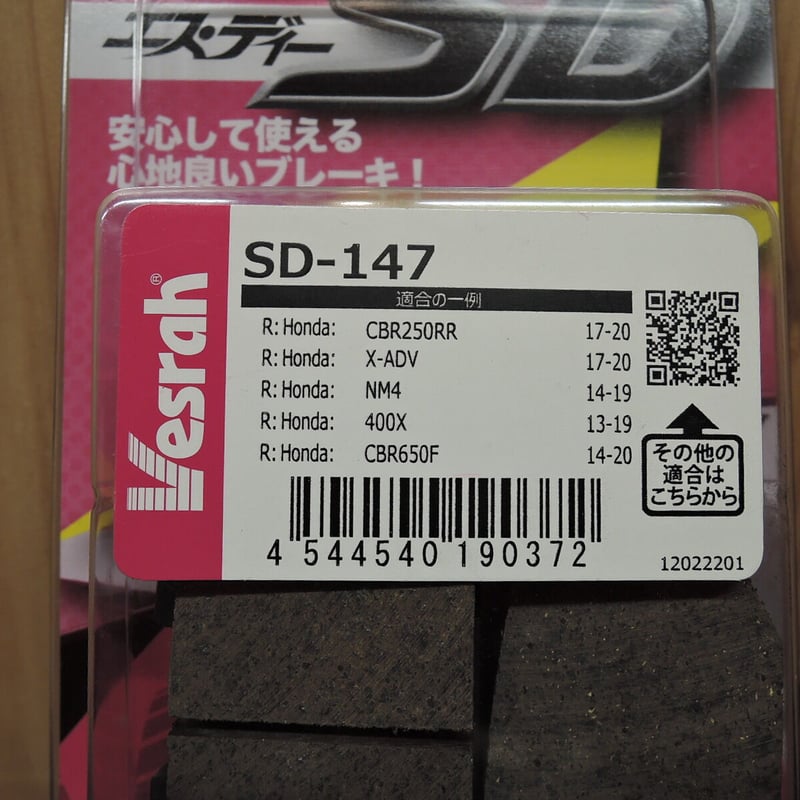 エス・ディー
SD
安心して使える
心地良いブレーキ!
Vesrah®
SD-147
適合の一例
R: Honda: CBR250RR 17-20
R: Honda: X-ADV 17-20
R: Honda: NM4 14-19
R: Honda: 400X 13-19
R: Honda: CBR650F 14-20
その他の
適合は
こちらから
4 544540 190372
12022201